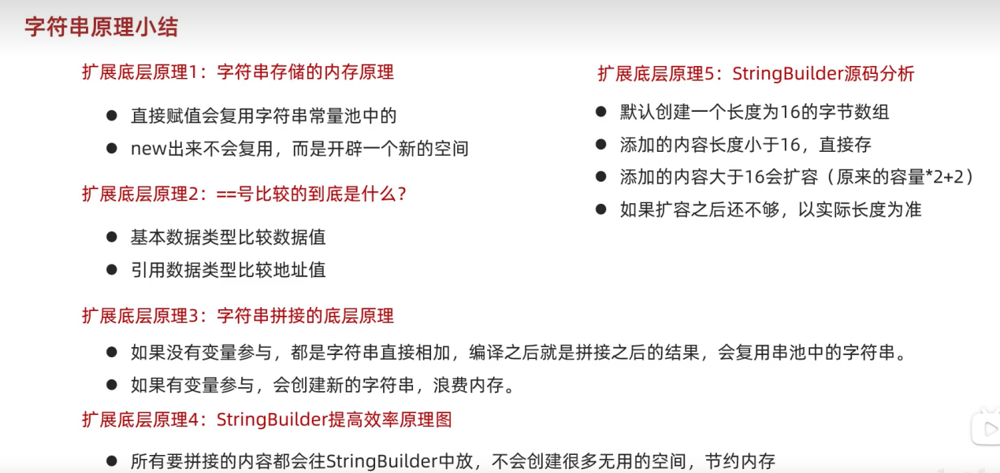 字符串原理小结
扩展底层原理1：字符串存储的内存原理
● 直接赋值会复用字符串常量池中的
● new出来不会复用，而是开辟一个新的空间
扩展底层原理2：==号比较的到底是什么？
● 基本数据类型比较数据值
● 引用数据类型比较地址值
扩展底层原理3：字符串拼接的底层原理
● 如果没有变量参与，都是字符串直接相加，编译之后就是拼接之后的结果，会复用串池中的字符串。
● 如果有变量参与，会创建新的字符串，浪费内存。
扩展底层原理4：StringBuilder提高效率原理图
● 所有要拼接的内容都会往StringBuilder中放，不会创建很多无用的空间，节约内存
扩展底层原理5：StringBuilder源码分析
● 默认创建一个长度为16的字节数组
● 添加的内容长度小于16，直接存
● 添加的内容大于16会扩容（原来的容量*2+2）
● 如果扩容之后还不够，以实际长度为准